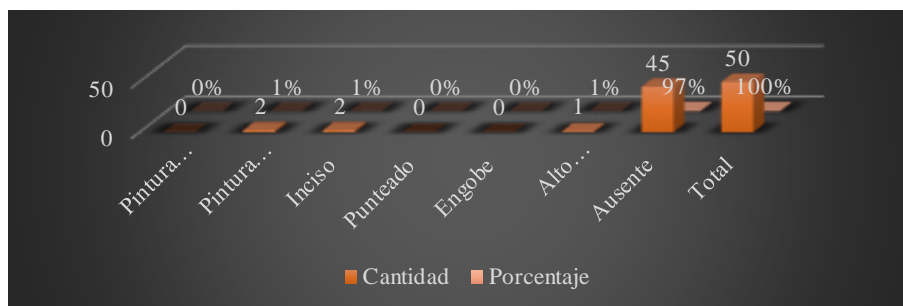 45 50
50 0% 1% 1% 0% 0% 1% 97% 100%
0 2 2 0 0 1
0
Pintura... Pintura... Inciso Punteado Engobe Alto... Ausente Total
Cantidad Porcentaje